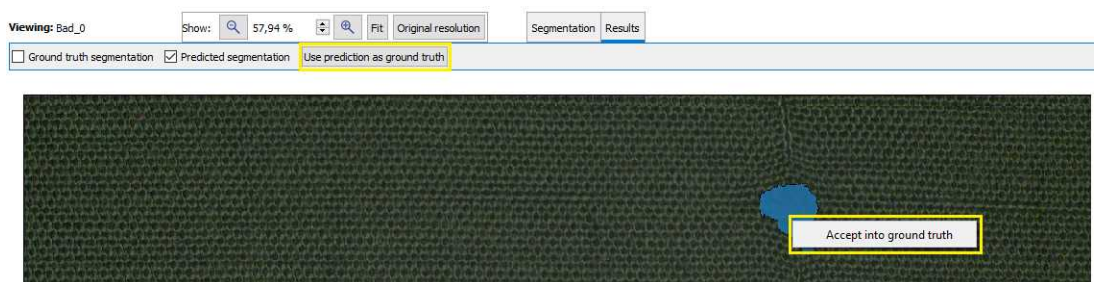 Viewing: Bad_0 Show: 57,94 % Fit Original resolution Segmentation Results
Ground truth segmentation Predicted segmentation Use prediction as ground truth
Accept into ground truth